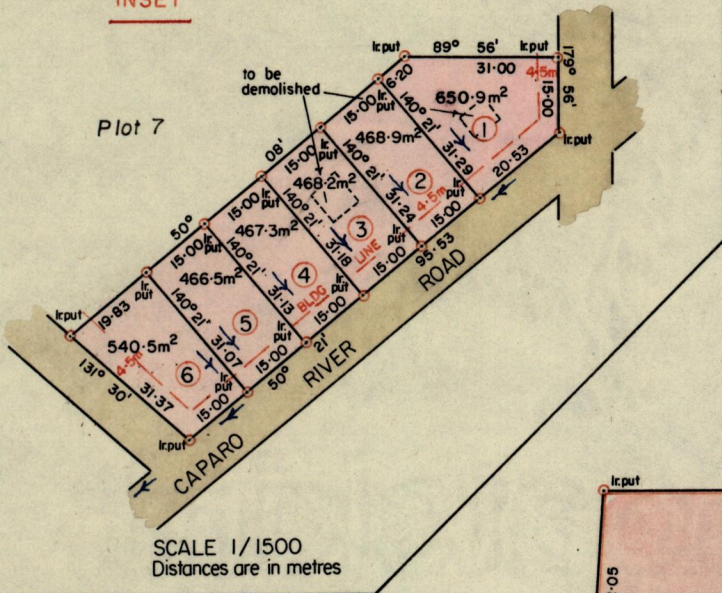 INSET
Plot 7
to be
demolished
Ir.put
89° 56'
Ir.put
31·00
179° 56'
4·5m
15·00
6·20
650·9m²
1
Ir.put
20·53
15·00
Ir.
put
140° 21'
31·29
468·9m²
2
4·5m
15·00
08'
15·00
Ir.
put
140° 21'
31·24
468·2m²
3
LINE
Ir.
put
15·00
15·00
140° 21'
31·18
467·3m²
4
BLDG
Ir.
put
15·00
50°
15·00
Ir.
put
140° 21'
31·13
466·5m²
5
Ir.
put
15·00
19·83
Ir.
put
140° 21'
31·07
540·5m²
6
4·5m
Ir.
put
15·00
Ir.put
131° 30'
31·37
Ir.put
50°
21'
95·53
CAPARO RIVER ROAD
SCALE 1/1500
Distances are in metres
Ir.put
·05